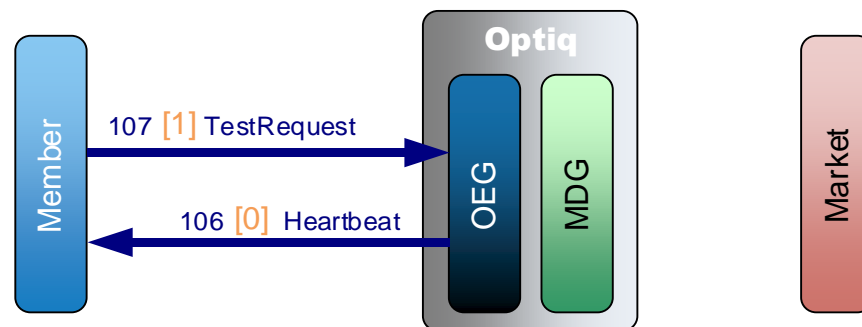 Optiq
Member
107 [1] TestRequest
106 [0] Heartbeat
OEG
MDG
Market